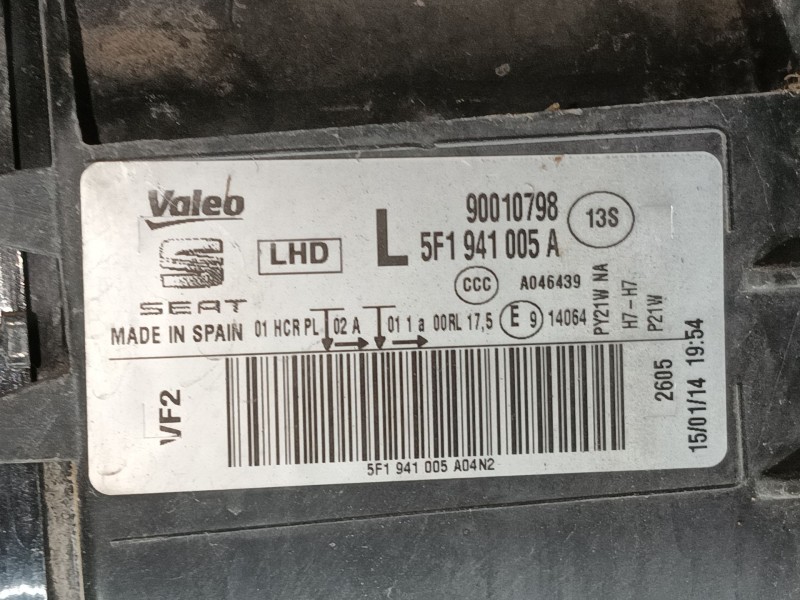 Valeo
SEAT
LHD
L
90010798
13S
5F1 941 005 A
CCC
A046439
MADE IN SPAIN
01 HCR PL 02 A 01 1 a 00RL 17,5 E 9 14064
PY21W NA
H7-H7
P21W
VF2
5F1 941 005 A04N2
2605
15/01/14 19:54